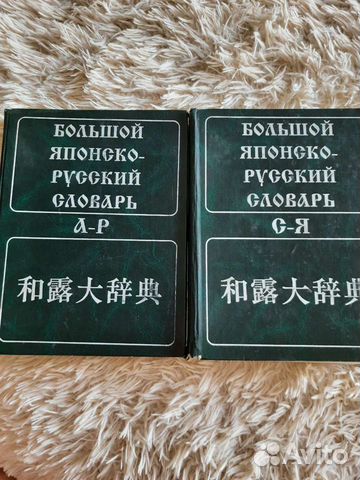 БОЛЬШОЙ
ЯПОНСКО-
РУССКИЙ
СЛОВАРЬ
А-Р
和露大辞典
БОЛЬШОЙ
ЯПОНСКО-
РУССКИЙ
СЛОВАРЬ
С-Я
和露大辞典
Avito